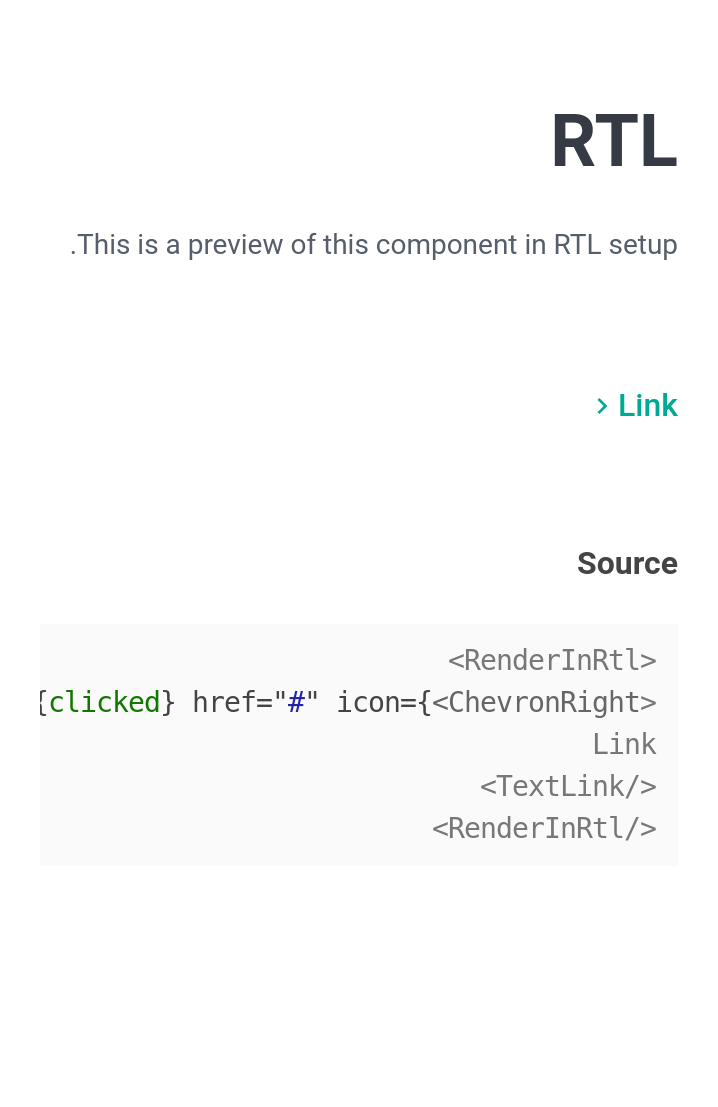 RTL
.This is a preview of this component in RTL setup
Link
Source
<RenderInRtl>
{clicked} href="#" icon={<ChevronRight>
Link
<TextLink/>
<RenderInRtl/>